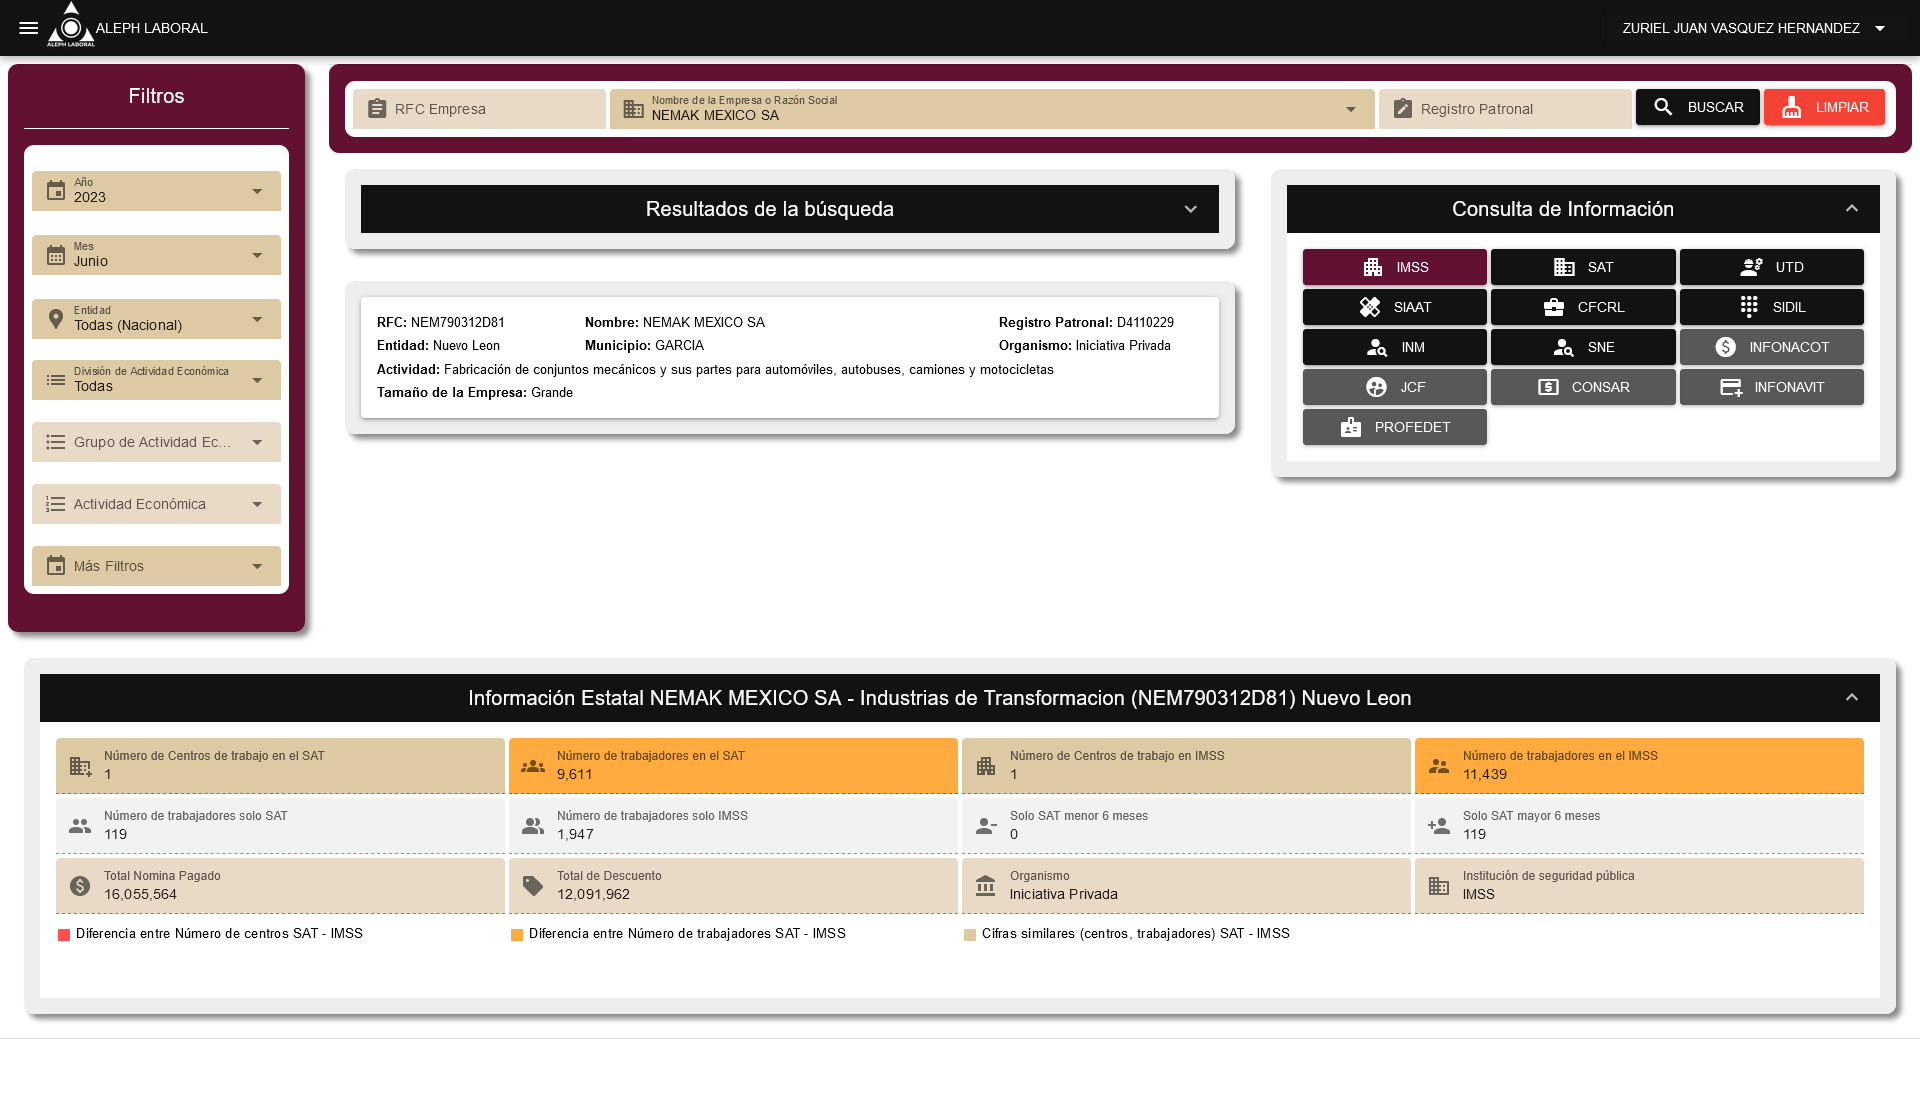 ALEPH LABORAL
ALEPH LABORAL
ZURIEL JUAN VASQUEZ HERNANDEZ
Filtros
Año
2023
Mes
Junio
Entidad
Todas (Nacional)
División de Actividad Económica
Todas
Grupo de Actividad Ec...
Actividad Económica
Más Filtros
RFC Empresa
Nombre de la Empresa o Razón Social
NEMAK MEXICO SA
Registro Patronal
BUSCAR
LIMPIAR
Resultados de la búsqueda
RFC: NEM790312D81 Nombre: NEMAK MEXICO SA Registro Patronal: D4110229
Entidad: Nuevo Leon Municipio: GARCIA Organismo: Iniciativa Privada
Actividad: Fabricación de conjuntos mecánicos y sus partes para automóviles, autobuses, camiones y motocicletas
Tamaño de la Empresa: Grande
Consulta de Información
IMSS SAT UTD
SIAAT CFCRL SIDIL
INM SNE INFONACOT
JCF CONSAR INFONAVIT
PROFEDET
Información Estatal NEMAK MEXICO SA - Industrias de Transformacion (NEM790312D81) Nuevo Leon
Número de Centros de trabajo en el SAT
1
Número de trabajadores en el SAT
9,611
Número de Centros de trabajo en IMSS
1
Número de trabajadores en el IMSS
11,439
Número de trabajadores solo SAT
119
Número de trabajadores solo IMSS
1,947
Solo SAT menor 6 meses
0
Solo SAT mayor 6 meses
119
Total Nomina Pagado
16,055,564
Total de Descuento
12,091,962
Organismo
Iniciativa Privada
Institución de seguridad pública
IMSS
Diferencia entre Número de centros SAT - IMSS
Diferencia entre Número de trabajadores SAT - IMSS
Cifras similares (centros, trabajadores) SAT - IMSS